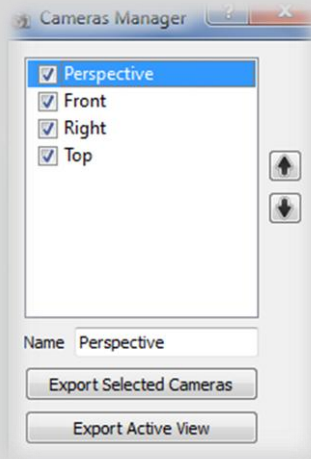 Cameras Manager ?
Perspective
Front
Right
Top
Name Perspective
Export Selected Cameras
Export Active View